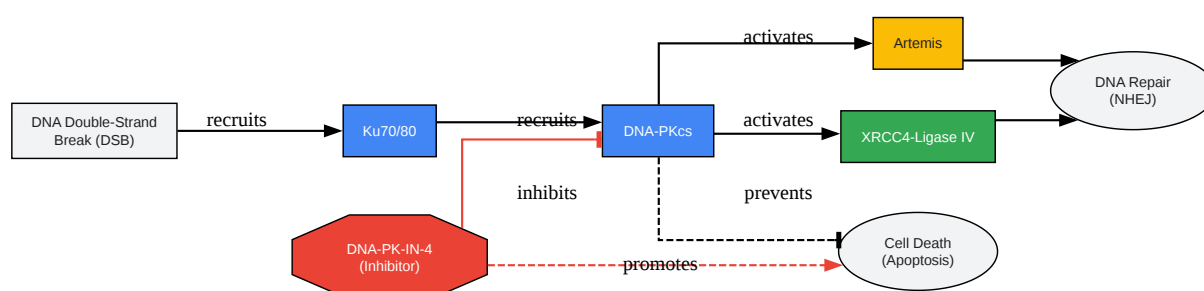 activates
Artemis
DNA Repair
(NHEJ)
DNA Double-Strand
Break (DSB)
recruits
Ku70/80
recruits
DNA-PKcs
activates
XRCC4-Ligase IV
inhibits
prevents
DNA-PK-IN-4
(Inhibitor)
promotes
Cell Death
(Apoptosis)